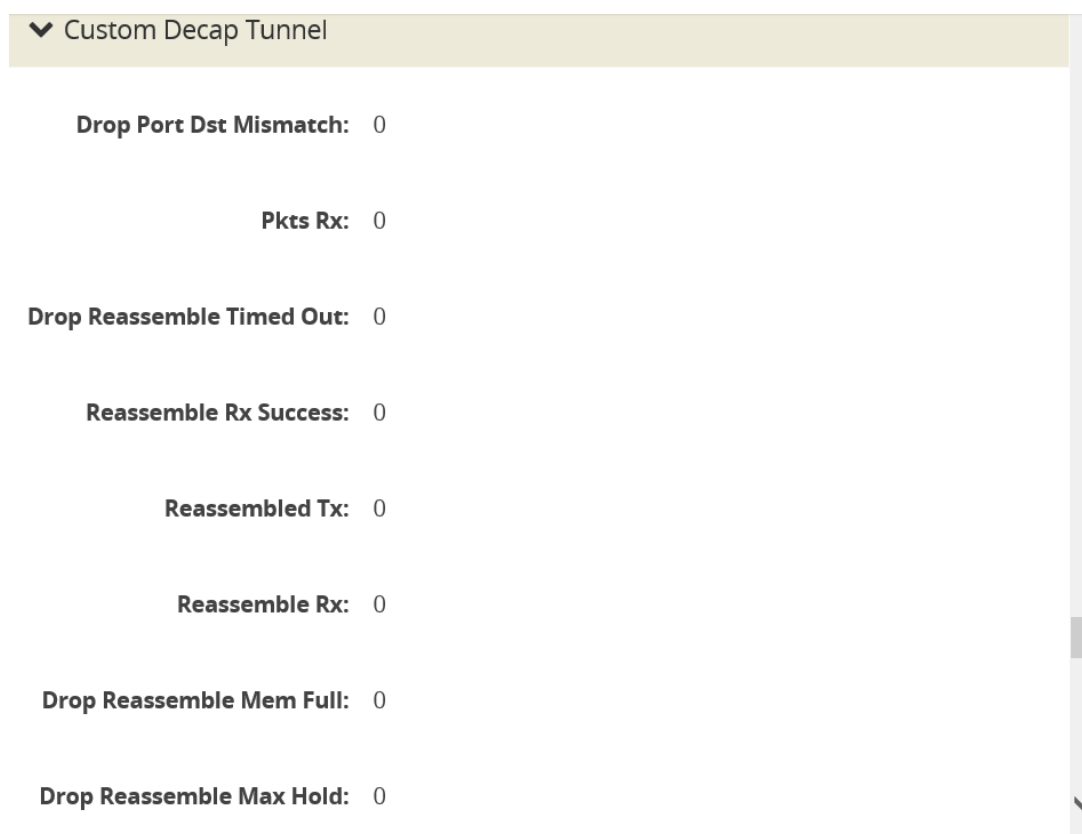 Custom Decap Tunnel
Drop Port Dst Mismatch: 0
Pkts Rx: 0
Drop Reassemble Timed Out: 0
Reassemble Rx Success: 0
Reassembled Tx: 0
Reassemble Rx: 0
Drop Reassemble Mem Full: 0
Drop Reassemble Max Hold: 0